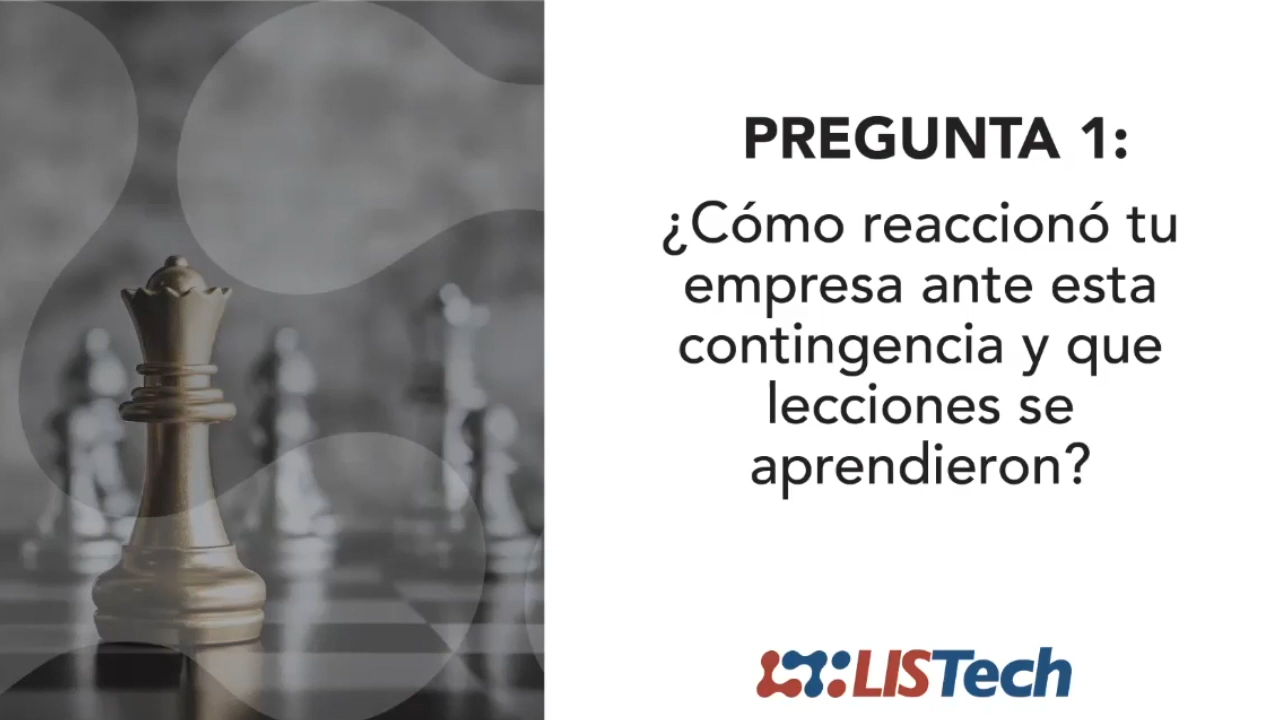 PREGUNTA 1:
¿Cómo reaccionó tu
empresa ante esta
contingencia y que
lecciones se
aprendieron?
LISTech